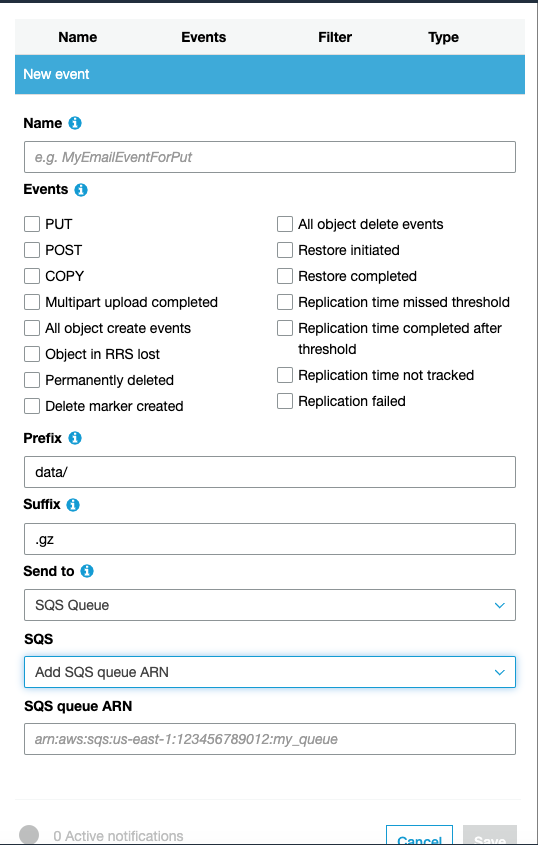 Name Events Filter Type
New event
Name
e.g. MyEmailEventForPut
Events
PUT
POST
COPY
Multipart upload completed
All object create events
Object in RRS lost
Permanently deleted
Delete marker created
All object delete events
Restore initiated
Restore completed
Replication time missed threshold
Replication time completed after
threshold
Replication time not tracked
Replication failed
Prefix
data/
Suffix
.gz
Send to
SQS Queue
SQS
Add SQS queue ARN
SQS queue ARN
arn:aws:sqs:us-east-1:123456789012:my_queue
0 Active notifications
Cancel Save